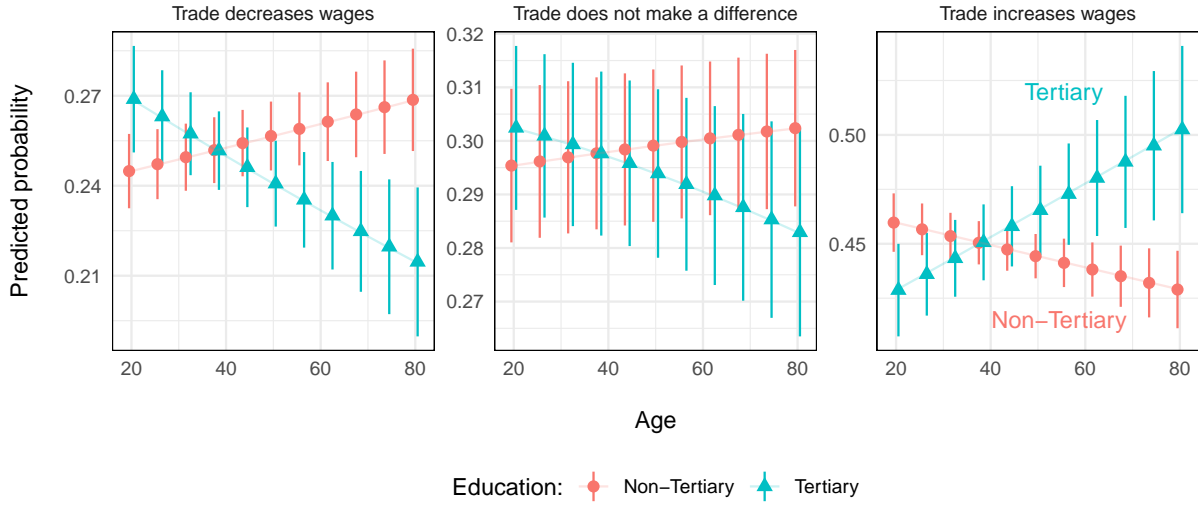 Trade decreases wages
Trade does not make a difference
Trade increases wages
Predicted probability
0.27
0.24
0.21
0.32
0.31
0.30
0.29
0.28
0.27
0.50
0.45
Tertiary
Non−Tertiary
20 40 60 80
20 40 60 80
20 40 60 80
Age
Education: Non−Tertiary Tertiary